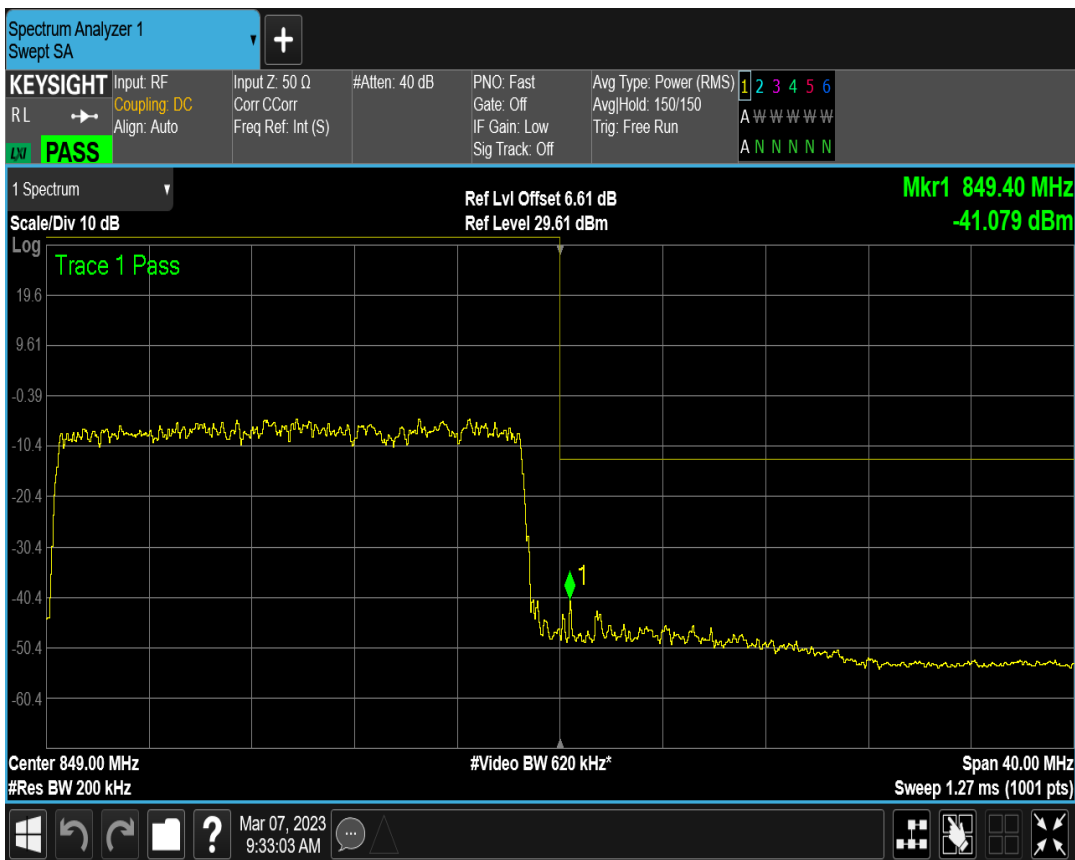 Spectrum Analyzer 1
Swept SA
+
KEYSIGHT
RL
LXI
PASS
Input: RF
Coupling: DC
Align: Auto
Input Z: 50 Ω
Corr CCorr
Freq Ref: Int (S)
#Atten: 40 dB
PNO: Fast
Gate: Off
IF Gain: Low
Sig Track: Off
Avg Type: Power (RMS)
Avg|Hold: 150/150
Trig: Free Run
1 2 3 4 5 6
A W W W W W
A N N N N N
1 Spectrum
Scale/Div 10 dB
Ref Lvl Offset 6.61 dB
Ref Level 29.61 dBm
Mkr1 849.40 MHz
-41.079 dBm
Log
Trace 1 Pass
19.6
9.61
-0.39
-10.4
-20.4
-30.4
-40.4
-50.4
-60.4
1
Center 849.00 MHz
#Res BW 200 kHz
#Video BW 620 kHz*
Span 40.00 MHz
Sweep 1.27 ms (1001 pts)
?
Mar 07, 2023
9:33:03 AM